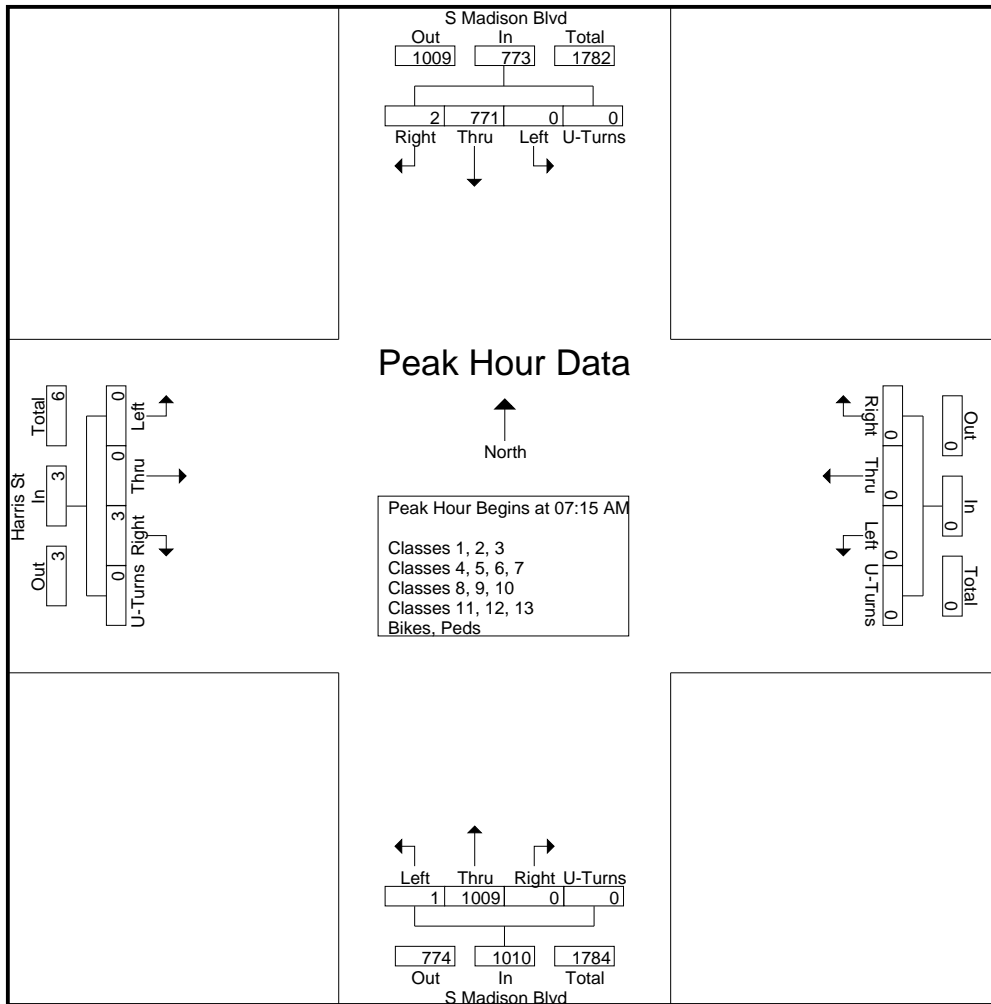 S Madison Blvd
Out In Total
1009 773 1782
2 771 0 0
Right Thru Left U-Turns
Peak Hour Data
North
Peak Hour Begins at 07:15 AM
Classes 1, 2, 3
Classes 4, 5, 6, 7
Classes 8, 9, 10
Classes 11, 12, 13
Bikes, Peds
Harris St
Out In Total
3 3 6
0 3 0 0
U-Turns Right Thru Left
Out In Total
0 0 0
0 0 0 0
Right Thru Left U-Turns
Left Thru Right U-Turns
1 1009 0 0
774 1010 1784
Out In Total
S Madison Blvd